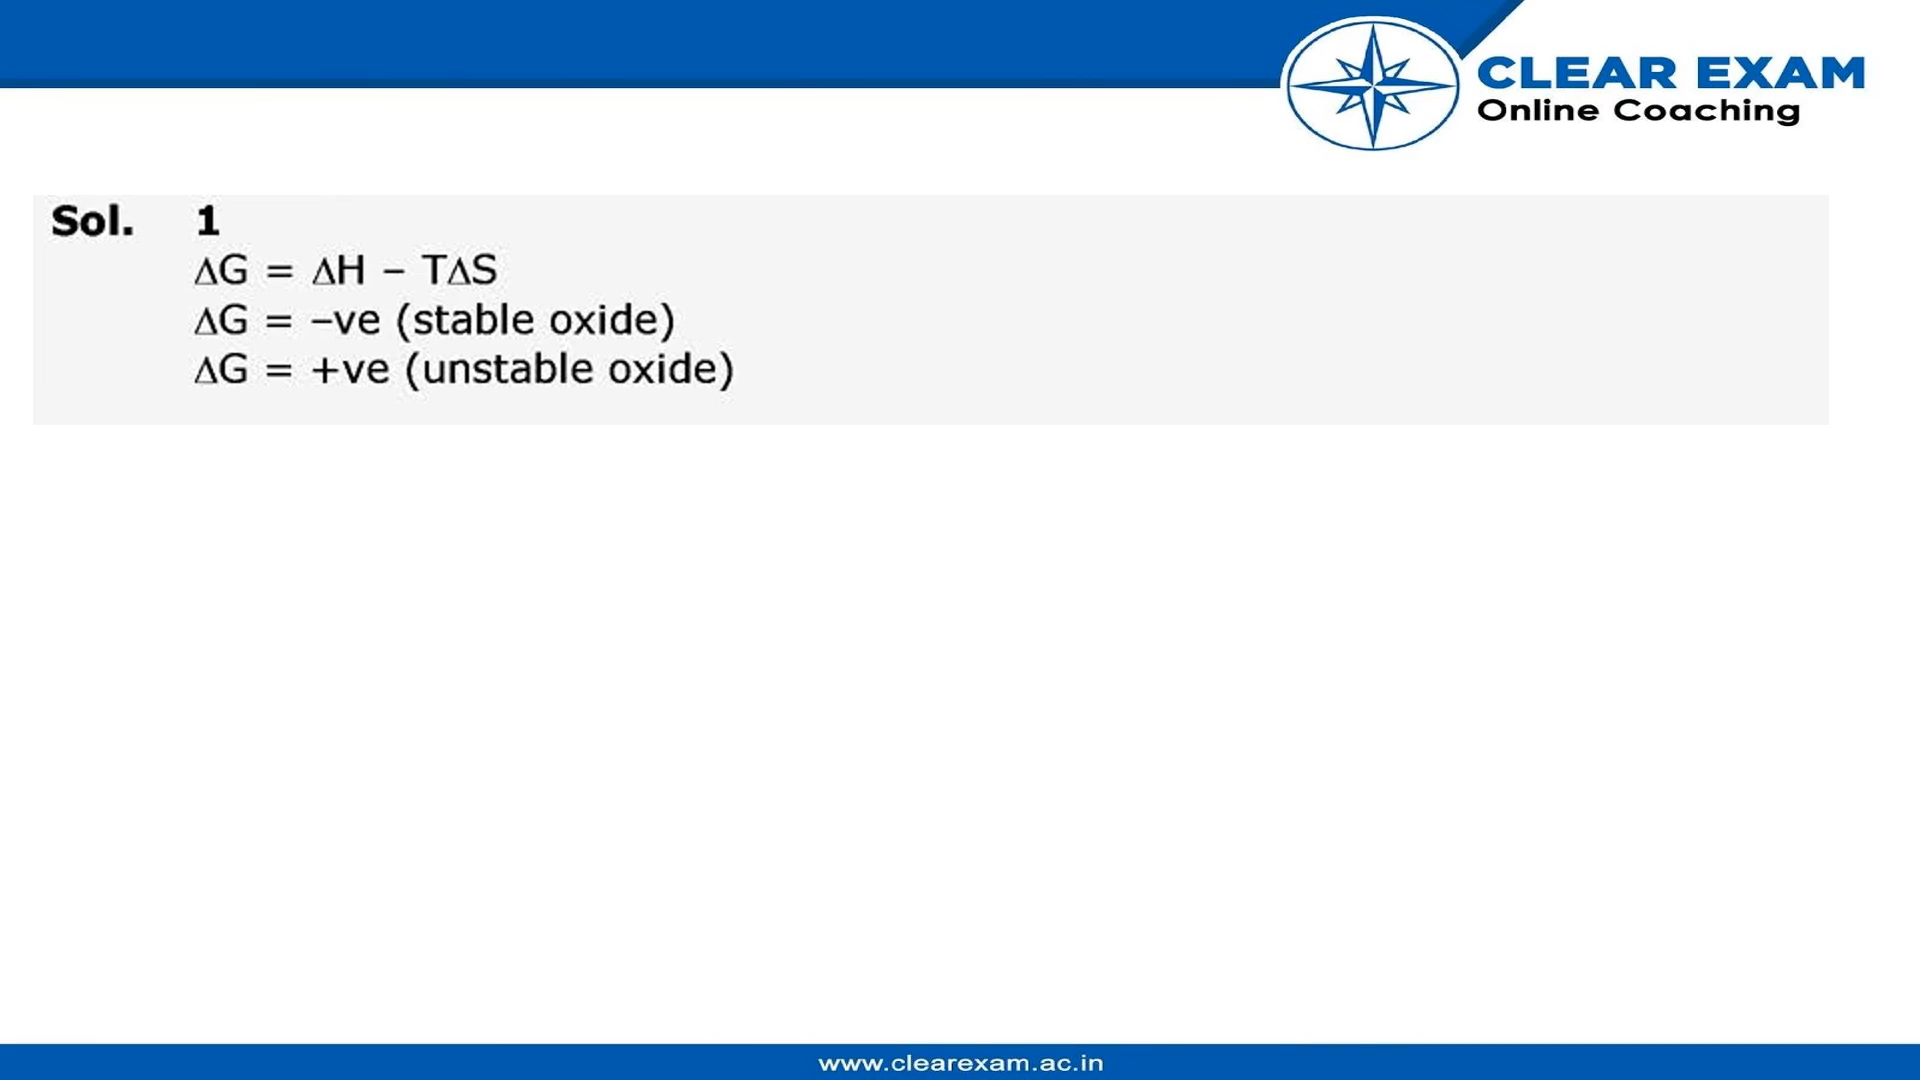 CLEAR EXAM
Online Coaching
Sol. 1
ΔG = ΔH – TΔS
ΔG = –ve (stable oxide)
ΔG = +ve (unstable oxide)
www.clearexam.ac.in